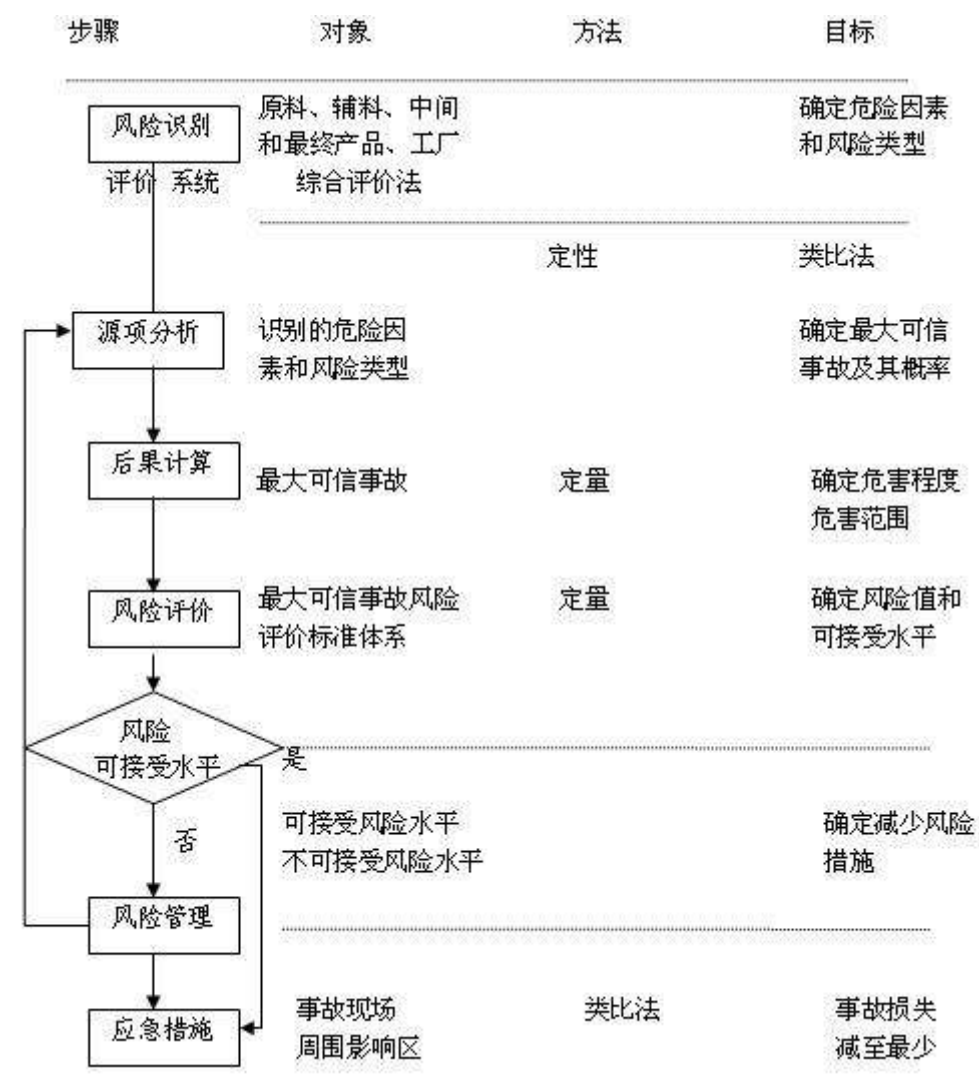 步骤 对象 方法 目标
风险识别 原料、辅料、中间 确定危险因素
和最终产品、工厂 和风险类型
评价 系统 综合评价法
定性 类比法
源项分析 识别的危险因 确定最大可信
素和风险类型 事故及其概率
后果计算 最大可信事故 定量 确定危害程度
危害范围
风险评价 最大可信事故风险 定量 确定风险值和
评价标准体系 可接受水平
风险
可接受水平 是
否 可接受风险水平 确定减少风险
不可接受风险水平 措施
风险管理
应急措施 事故现场 类比法 事故损失
周围影响区 减至最少